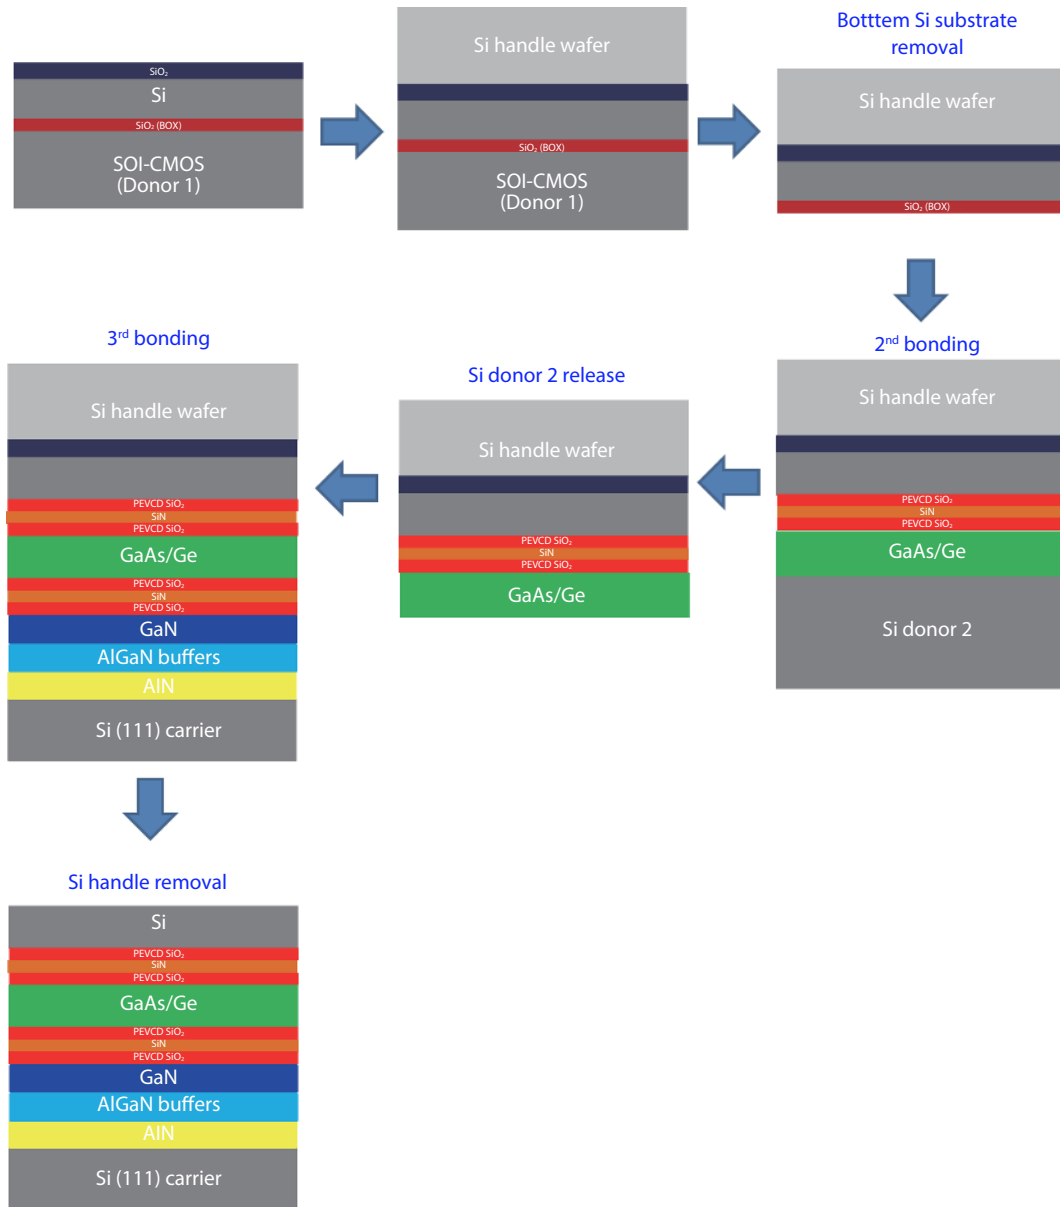 SiO₂
Si
SiO₂ (BOX)
SOI-CMOS
(Donor 1)
Si handle wafer
SiO₂ (BOX)
SOI-CMOS
(Donor 1)
Botttem Si substrate
removal
Si handle wafer
SiO₂ (BOX)
2nd bonding
Si handle wafer
PEVCD SiO₂
SiN
PEVCD SiO₂
GaAs/Ge
Si donor 2
Si donor 2 release
Si handle wafer
PEVCD SiO₂
SiN
PEVCD SiO₂
GaAs/Ge
3rd bonding
Si handle wafer
PEVCD SiO₂
SiN
PEVCD SiO₂
GaAs/Ge
PEVCD SiO₂
SiN
PEVCD SiO₂
GaN
AlGaN buffers
AlN
Si (111) carrier
Si handle removal
Si
PEVCD SiO₂
SiN
PEVCD SiO₂
GaAs/Ge
PEVCD SiO₂
SiN
PEVCD SiO₂
GaN
AlGaN buffers
AlN
Si (111) carrier